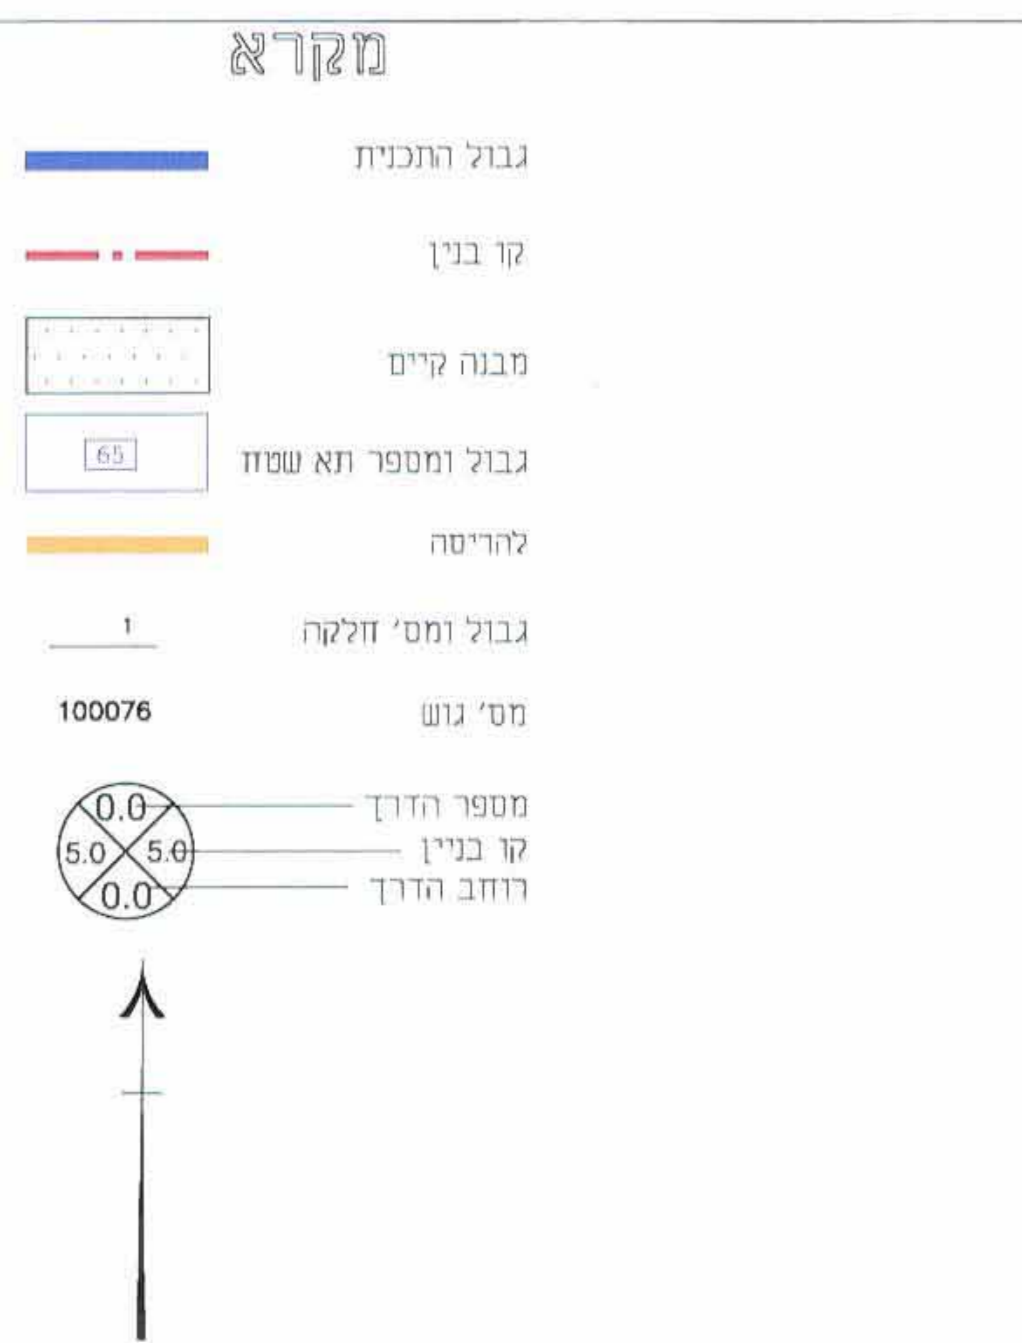 מקרא
גבול התכנית
קו בנין
מבנה קיים
גבול ומספר תא שטח
65
להריסה
גבול ומס' חלקה
1
מס' גוש
100076
מספר הדרך
0.0
קו בניין
5.0 5.0
רוחב הדרך
0.0